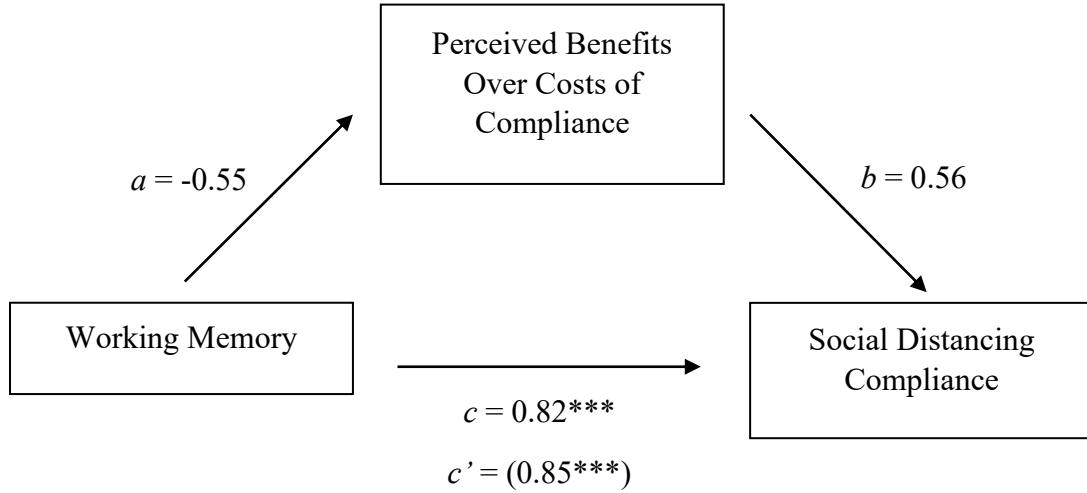 Perceived Benefits
Over Costs of
Compliance
a = -0.55
b = 0.56
Working Memory
Social Distancing
Compliance
c = 0.82***
c’ = (0.85***)